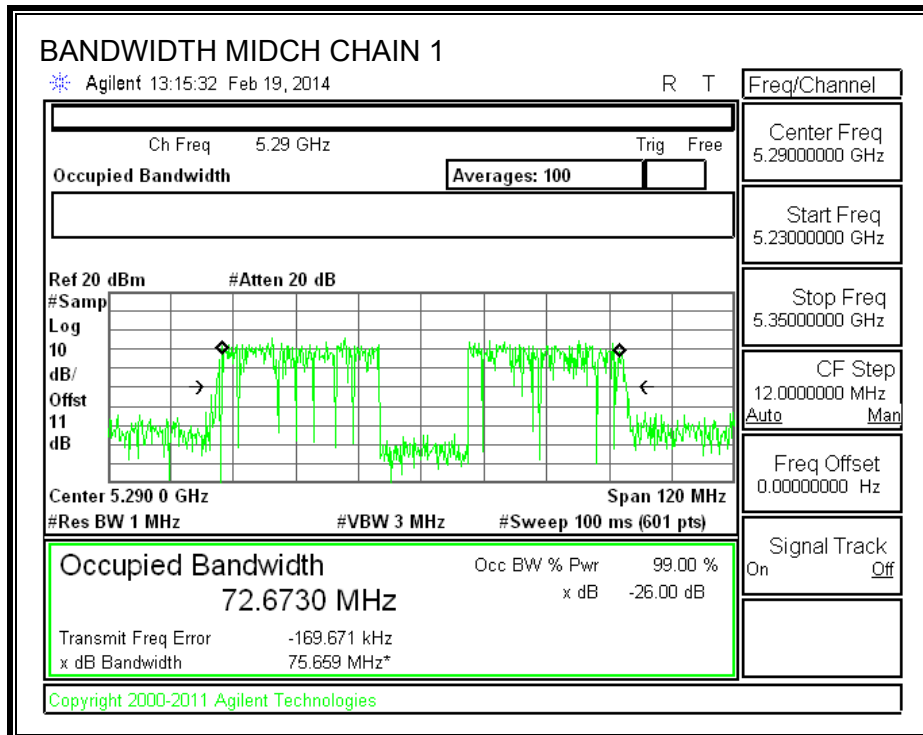 BANDWIDTH MIDCH CHAIN 1
Agilent 13:15:32 Feb 19, 2014 R T
Freq/Channel
Ch Freq 5.29 GHz Trig Free
Occupied Bandwidth Averages: 100
Center Freq
5.29000000 GHz
Start Freq
5.23000000 GHz
Stop Freq
5.35000000 GHz
CF Step
12.0000000 MHz
Auto Man
Freq Offset
0.00000000 Hz
Signal Track
On Off
Ref 20 dBm #Atten 20 dB
#Samp
Log
10
dB/
Offst
11
dB
Center 5.290 0 GHz Span 120 MHz
#Res BW 1 MHz #VBW 3 MHz #Sweep 100 ms (601 pts)
Occupied Bandwidth Occ BW % Pwr 99.00 %
72.6730 MHz x dB -26.00 dB
Transmit Freq Error -169.671 kHz
x dB Bandwidth 75.659 MHz*
Copyright 2000-2011 Agilent Technologies